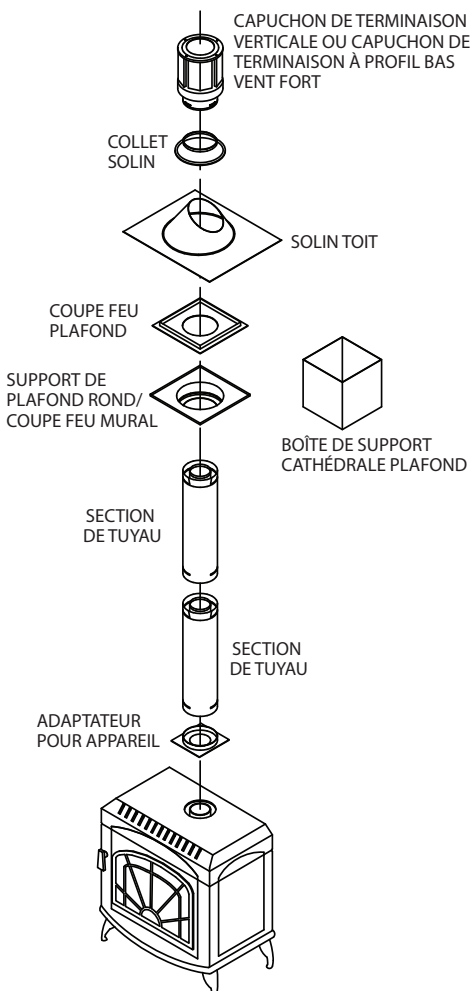 CAPUCHON DE TERMINAISON
VERTICALE OU CAPUCHON DE
TERMINAISON À PROFIL BAS
VENT FORT
COLLET
SOLIN
SOLIN TOIT
COUPE FEU
PLAFOND
SUPPORT DE
PLAFOND ROND/
COUPE FEU MURAL
BOÎTE DE SUPPORT
CATHÉDRALE PLAFOND
SECTION
DE TUYAU
SECTION
DE TUYAU
ADAPTATEUR
POUR APPAREIL